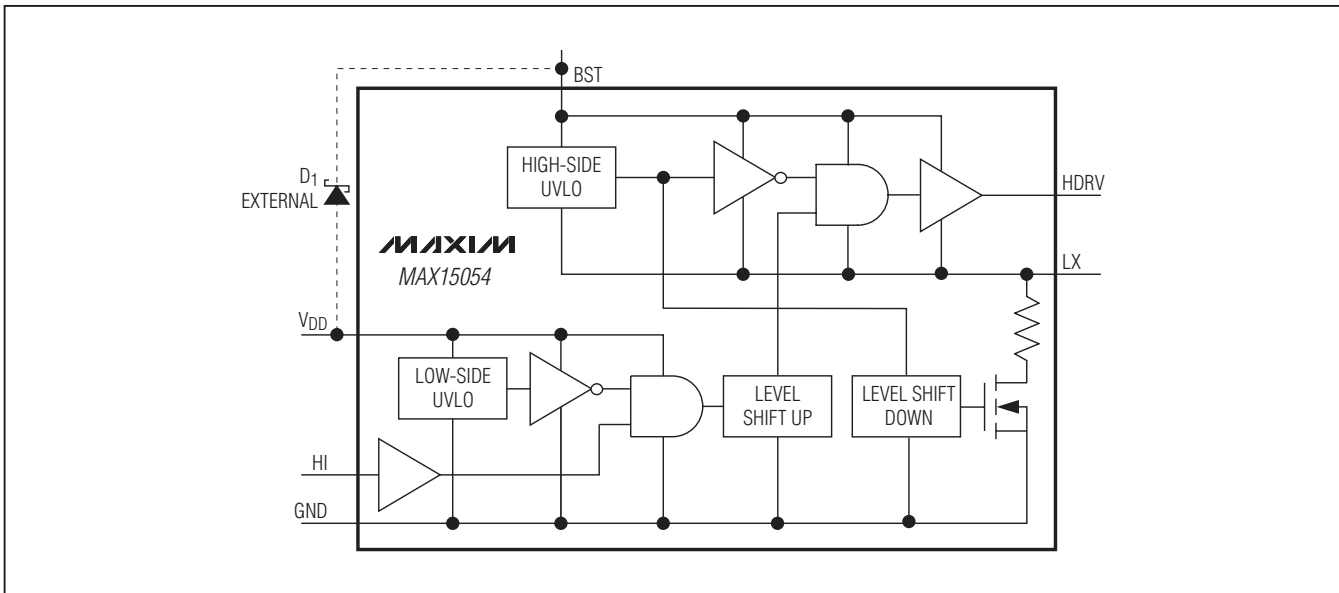 BST
HIGH-SIDE
UVLO
HDRV
D1
EXTERNAL
MAXIM
MAX15054
LX
VDD
LOW-SIDE
UVLO
LEVEL
SHIFT UP
LEVEL SHIFT
DOWN
HI
GND